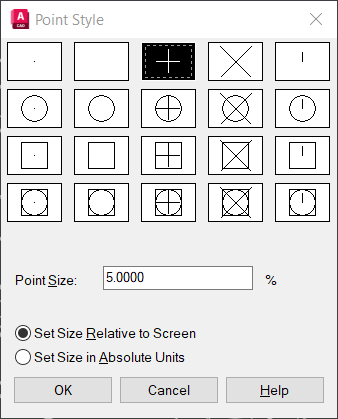 A
CAD
Point Style
Point Size: 5.0000 %
Set Size Relative to Screen
Set Size in Absolute Units
OK Cancel Help